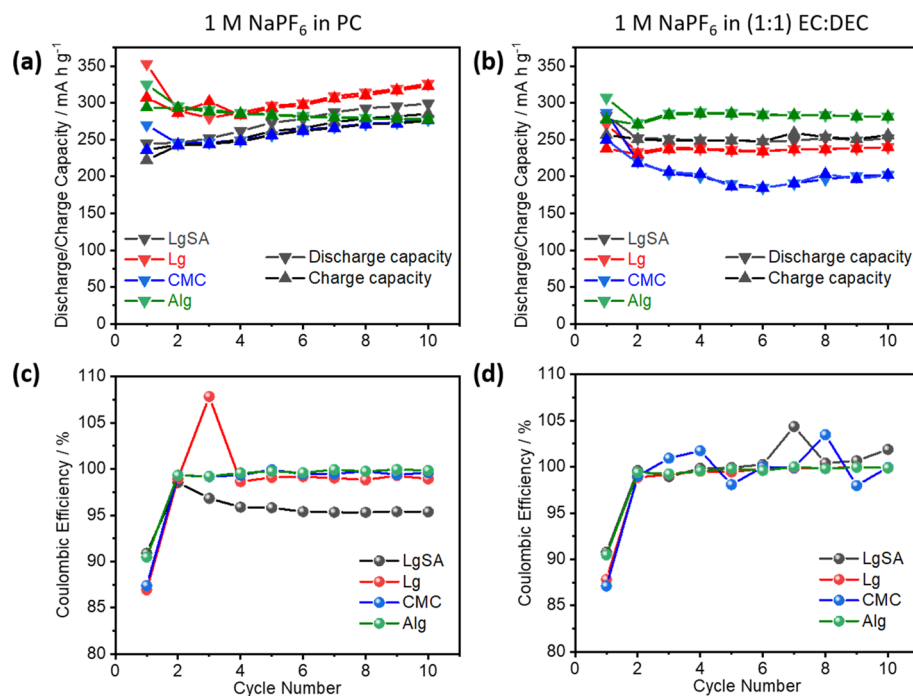 1 M NaPF₆ in PC
1 M NaPF₆ in (1:1) EC:DEC
(a)
Discharge/Charge Capacity / mA h g⁻¹
350
300
250
200
150
100
50
0
LgSA
Lg
CMC
Alg
Discharge capacity
Charge capacity
0 2 4 6 8 10
(b)
Discharge/Charge Capacity / mA h g⁻¹
350
300
250
200
150
100
50
0
LgSA
Lg
CMC
Alg
Discharge capacity
Charge capacity
0 2 4 6 8 10
(c)
Coulombic Efficiency / %
110
105
100
95
90
85
80
LgSA
Lg
CMC
Alg
0 2 4 6 8 10
Cycle Number
(d)
Coulombic Efficiency / %
110
105
100
95
90
85
80
LgSA
Lg
CMC
Alg
0 2 4 6 8 10
Cycle Number